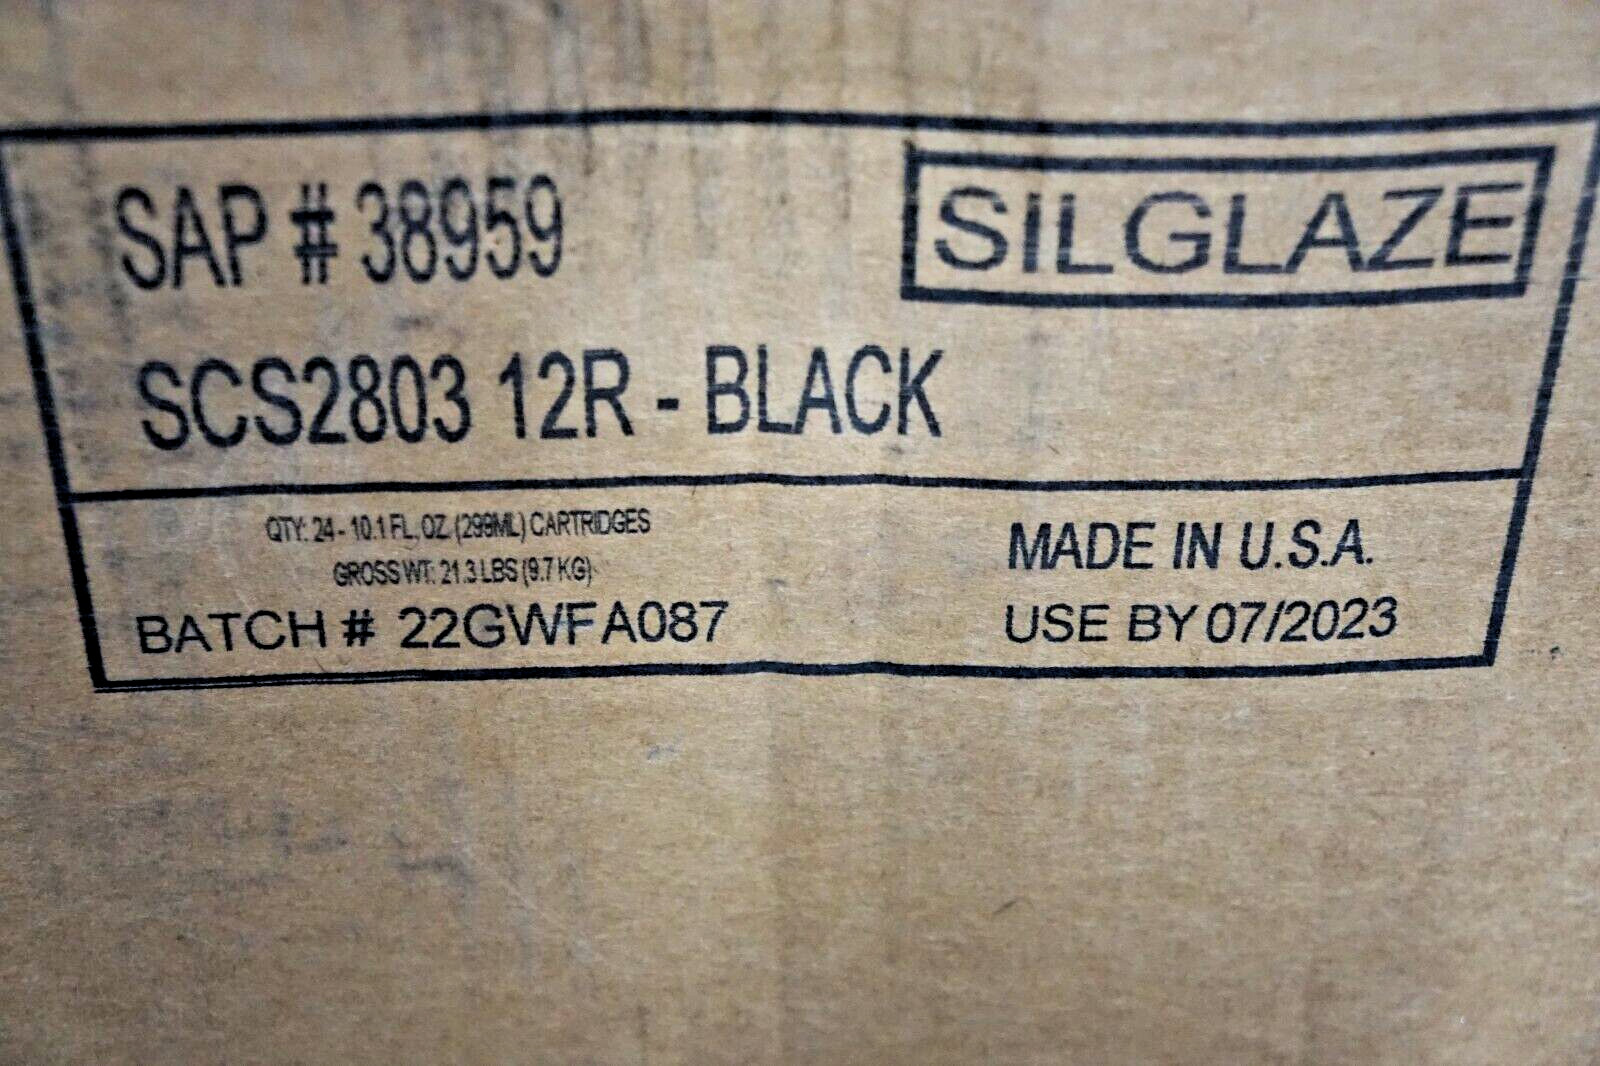 SAP # 38959
SILGLAZE
SCS2803 12R - BLACK
QTY: 24 - 10.1 FL. OZ. (299ML) CARTRIDGES
GROSS WT: 21.3 LBS (9.7 KG)
BATCH # 22GWFA087
MADE IN U.S.A.
USE BY 07/2023